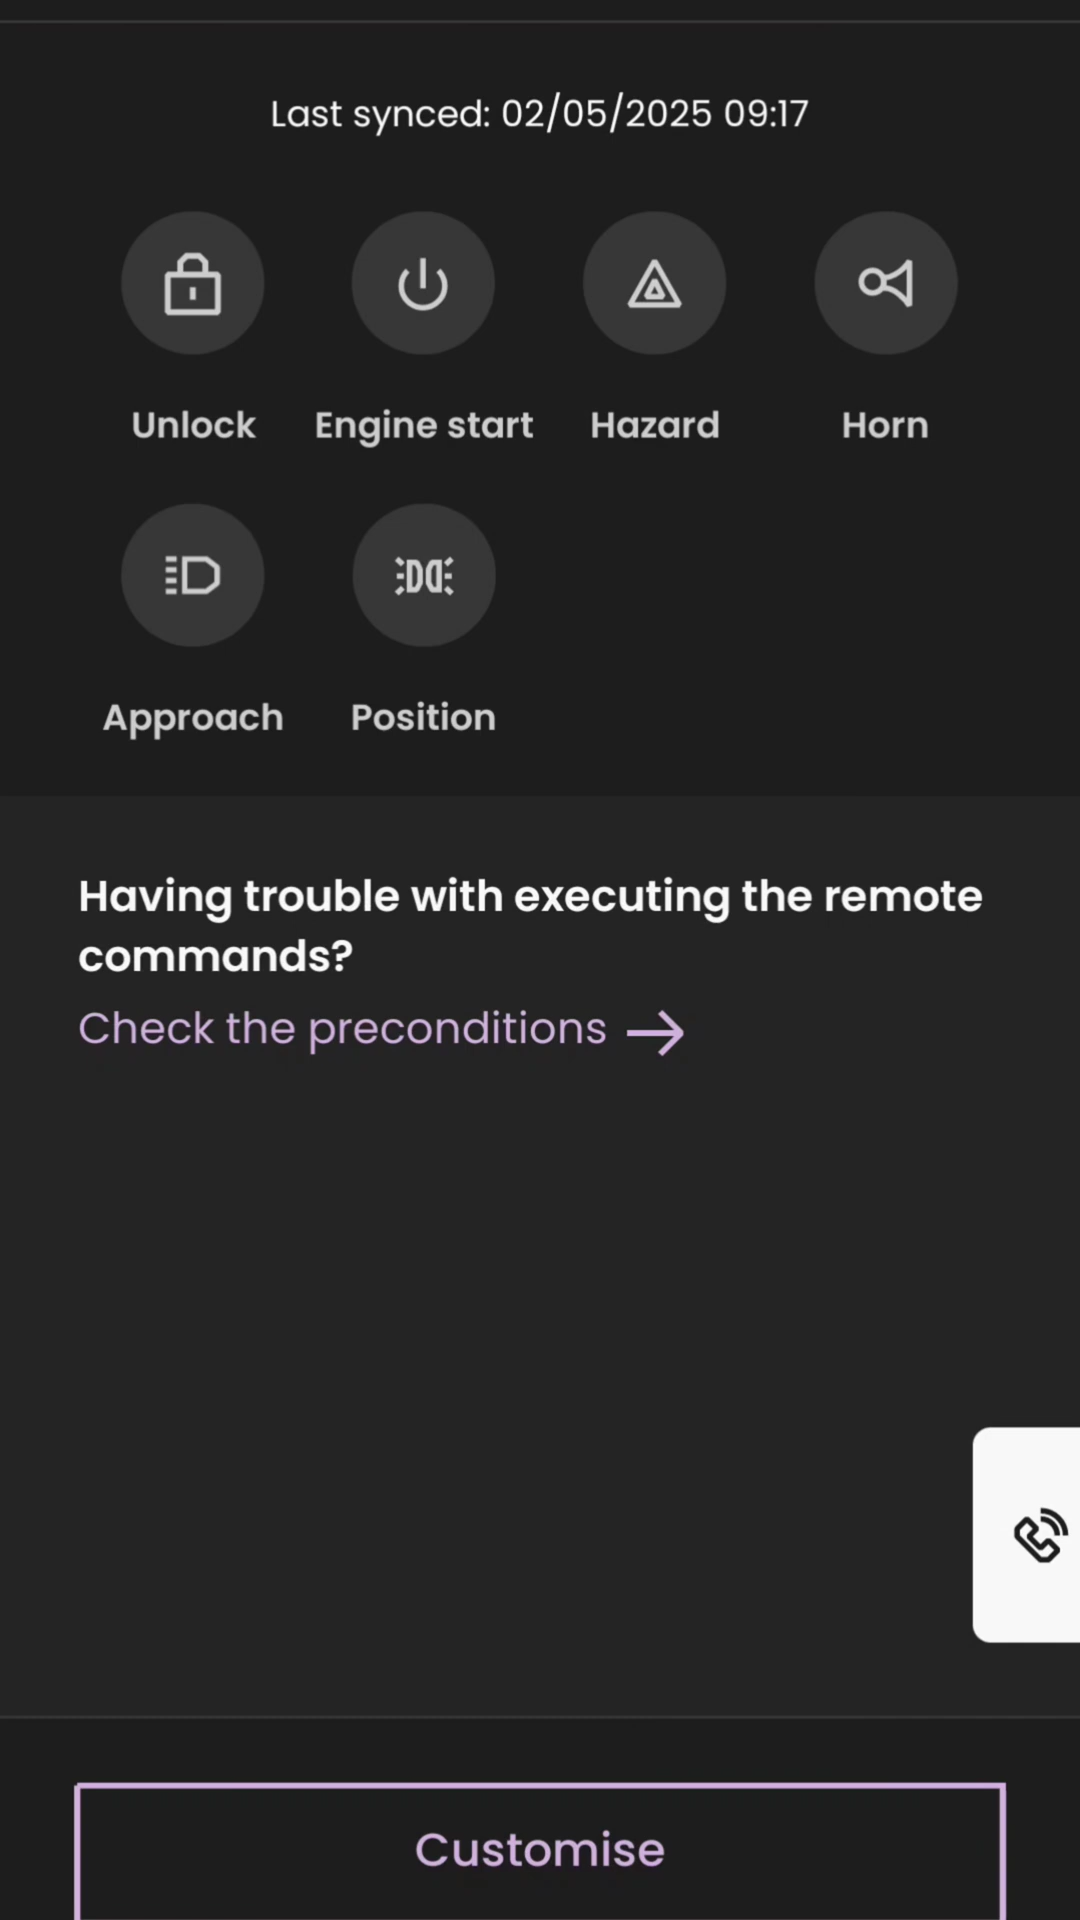 Last synced: 02/05/2025 09:17
Unlock Engine start Hazard Horn
Approach Position
Having trouble with executing the remote
commands?
Check the preconditions
Customise